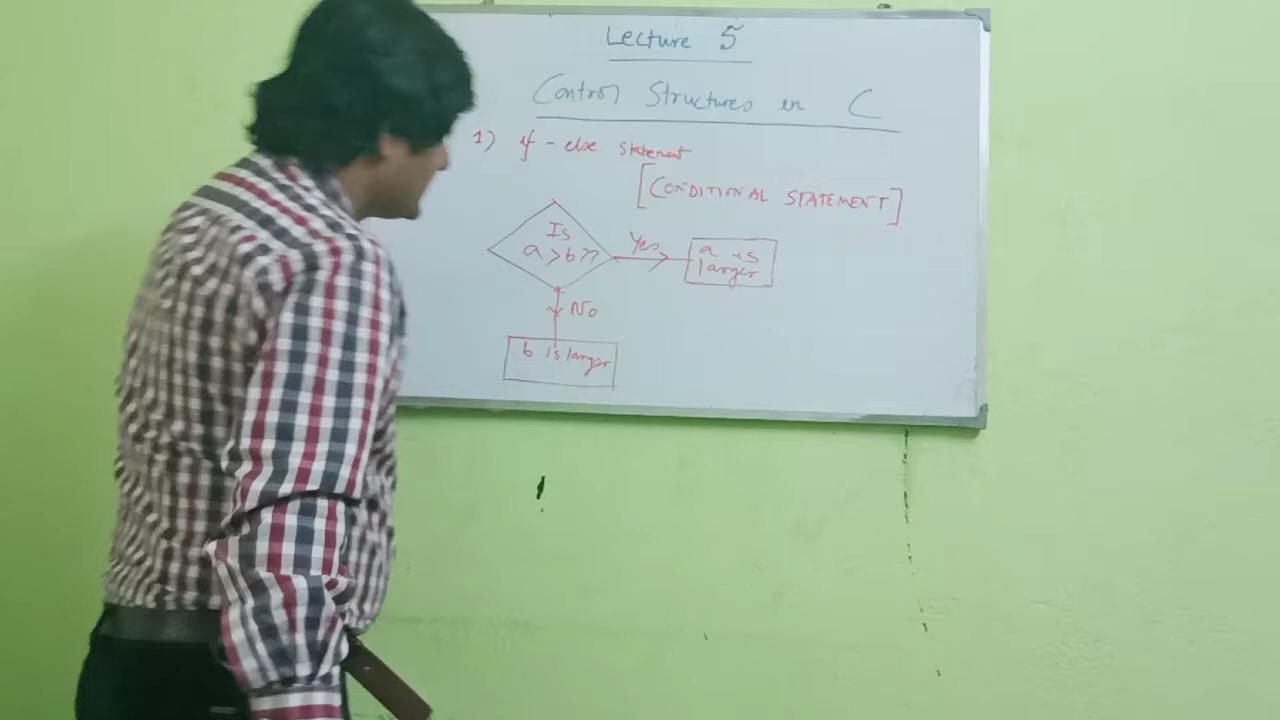 Lecture 5
Control Structures in C
1) if - else statement
[CONDITIONAL STATEMENT]
Is
a > b ??
Yes
a is
larger
No
b is larger